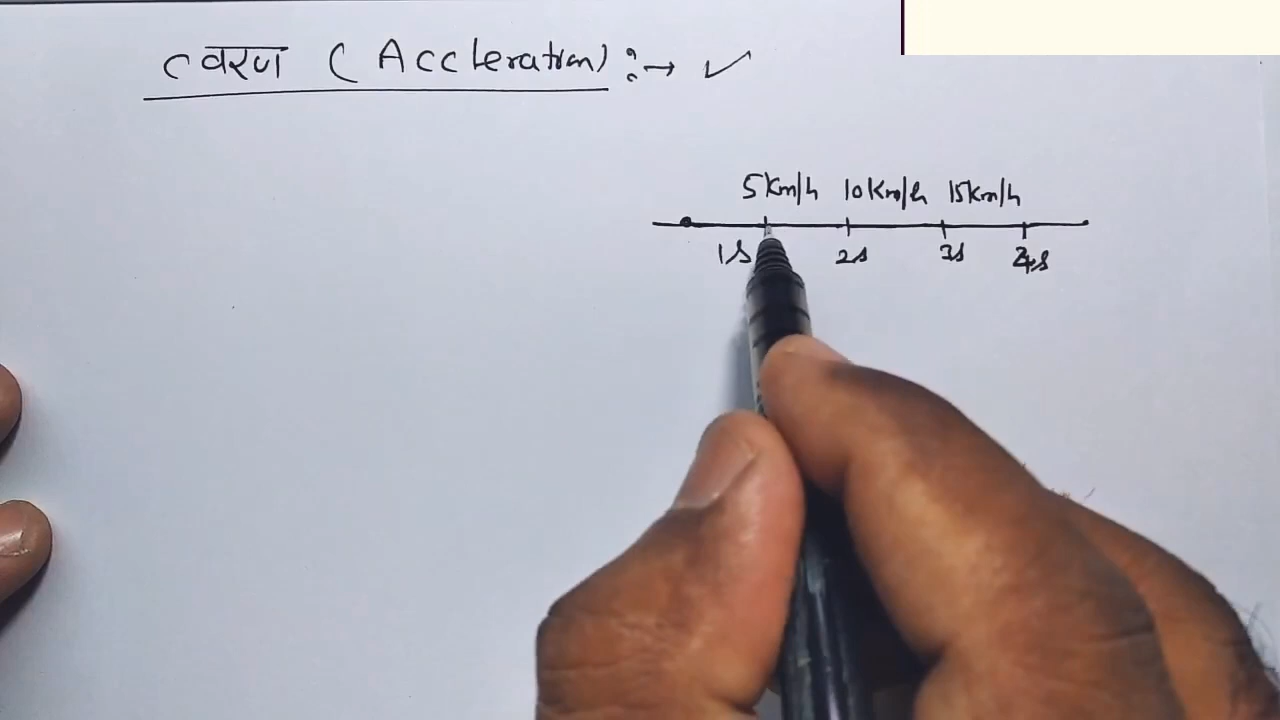 त्वरण (Accleration) :→ ✓
5km/h 10km/h 15km/h
1s 2s 3s 4s